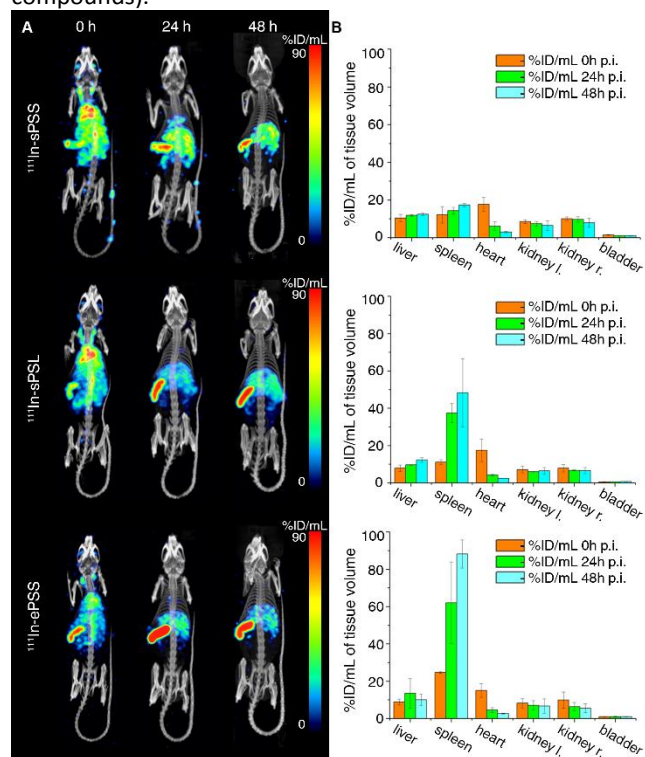 compounds).
A 0 h 24 h 48 h %ID/mL B
90
¹¹¹In-sPSS
0
100
80
60
40
20
0
%ID/mL of tissue volume
%ID/mL 0h p.i.
%ID/mL 24h p.i.
%ID/mL 48h p.i.
liver spleen heart kidney l. kidney r. bladder
%ID/mL
90
¹¹¹In-sPSL
0
100
80
60
40
20
0
%ID/mL of tissue volume
%ID/mL 0h p.i.
%ID/mL 24h p.i.
%ID/mL 48h p.i.
liver spleen heart kidney l. kidney r. bladder
%ID/mL
90
¹¹¹In-ePSS
0
100
80
60
40
20
0
%ID/mL of tissue volume
%ID/mL 0h p.i.
%ID/mL 24h p.i.
%ID/mL 48h p.i.
liver spleen heart kidney l. kidney r. bladder